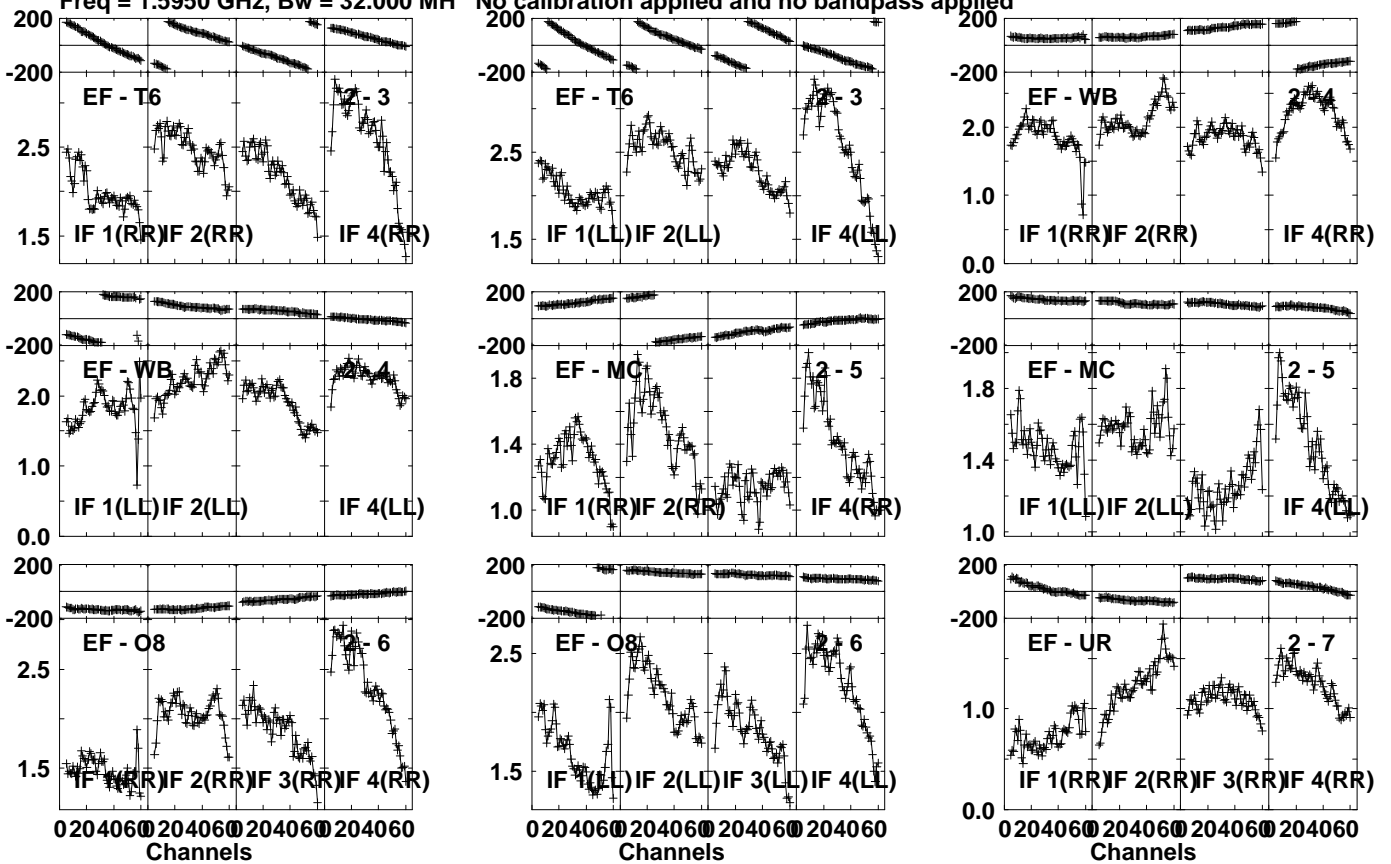 Freq = 1.5950 GHz, Bw = 32.000 MH No calibration applied and no bandpass applied
200
-200
EF - T6 2 - 3
2.5
1.5
IF 1(RR) IF 2(RR) IF 4(RR)
200
-200
EF - T6 2 - 3
2.5
1.5
IF 1(LL) IF 2(LL) IF 4(LL)
200
-200
EF - WB 2 - 4
2.0
1.0
0.0
IF 1(RR) IF 2(RR) IF 4(RR)
200
-200
EF - WB 2 - 4
2.0
1.0
0.0
IF 1(LL) IF 2(LL) IF 4(LL)
200
-200
EF - MC 2 - 5
1.8
1.4
1.0
IF 1(RR) IF 2(RR) IF 4(RR)
200
-200
EF - MC 2 - 5
1.8
1.4
1.0
IF 1(LL) IF 2(LL) IF 4(LL)
200
-200
EF - O8 2 - 6
2.5
1.5
IF 1(RR) IF 2(RR) IF 3(RR) IF 4(RR)
0 20 40 60 0 20 40 60 0 20 40 60 0 20 40 60
Channels
200
-200
EF - O8 2 - 6
2.5
1.5
IF 1(LL) IF 2(LL) IF 3(LL) IF 4(LL)
0 20 40 60 0 20 40 60 0 20 40 60 0 20 40 60
Channels
200
-200
EF - UR 2 - 7
1.0
0.0
IF 1(RR) IF 2(RR) IF 3(RR) IF 4(RR)
0 20 40 60 0 20 40 60 0 20 40 60 0 20 40 60
Channels